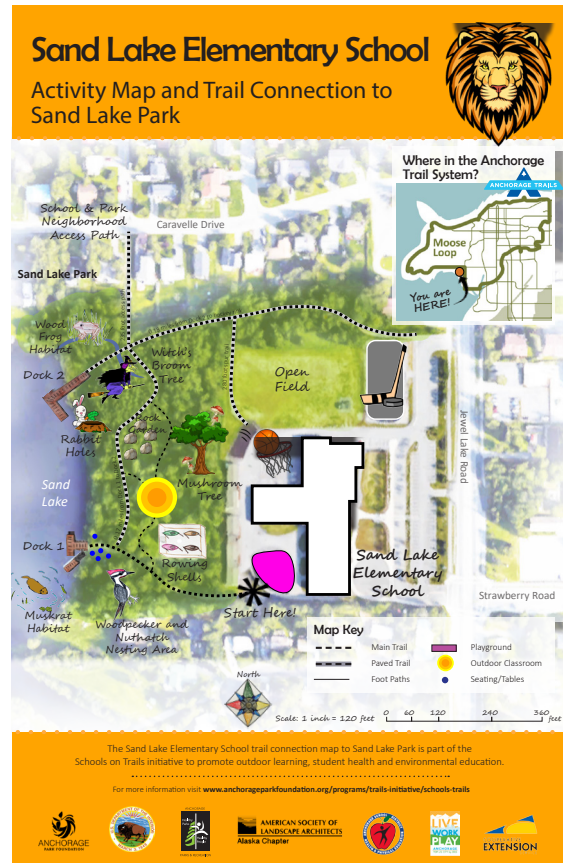 Sand Lake Elementary School
Activity Map and Trail Connection to
Sand Lake Park
Where in the Anchorage
Trail System?
ANCHORAGE TRAILS
Moose
Loop
You are
HERE!
School & Park
Neighborhood
Access Path
Caravelle Drive
Sand Lake Park
Wood
Frog
Habitat
Witch's
Broom
Tree
Dock 2
Open
Field
Rock
Garden
Rabbit
Holes
Mushroom
Tree
Jewel Lake Road
Sand
Lake
Dock 1
Rowing
Shells
Sand Lake
Elementary
School
Start Here!
Strawberry Road
Muskrat
Habitat
Woodpecker and
Nuthatch
Nesting Area
Map Key
Main Trail
Playground
Paved Trail
Outdoor Classroom
Foot Paths
Seating/Tables
North
Scale: 1 inch = 120 feet
0 60 120 240 360
feet
The Sand Lake Elementary School trail connection map to Sand Lake Park is part of the
Schools on Trails initiative to promote outdoor learning, student health and environmental education.
For more information visit www.anchorageparkfoundation.org/programs/trails-initiative/schools-trails
ANCHORAGE
PARK FOUNDATION
AMERICAN SOCIETY OF
LANDSCAPE ARCHITECTS
Alaska Chapter
LIVE
WORK
PLAY
EXTENSION